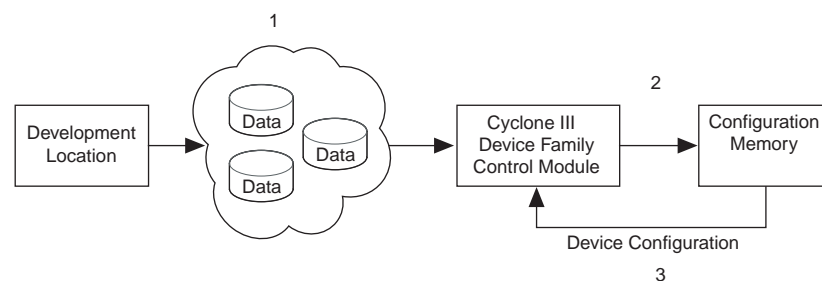 1
Development
Location
Data
Data
Data
Cyclone III
Device Family
Control Module
2
Configuration
Memory
Device Configuration
3